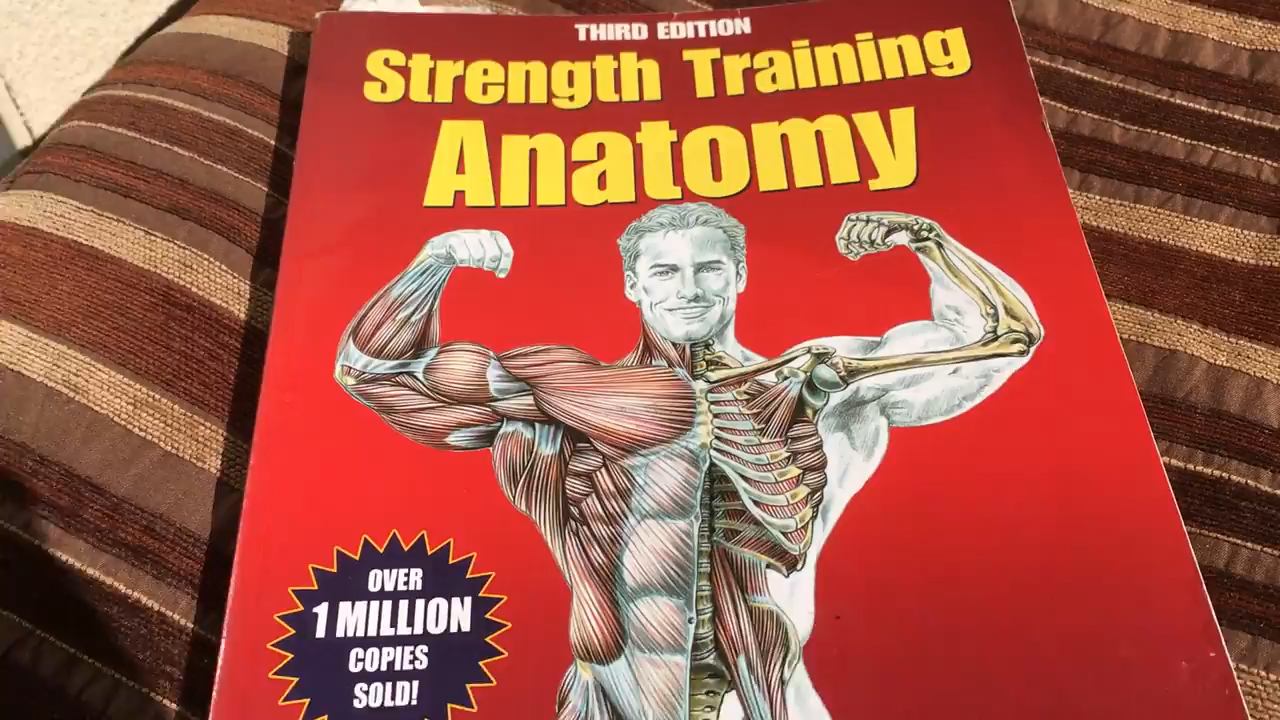 THIRD EDITION
Strength Training
Anatomy
OVER
1 MILLION
COPIES
SOLD!